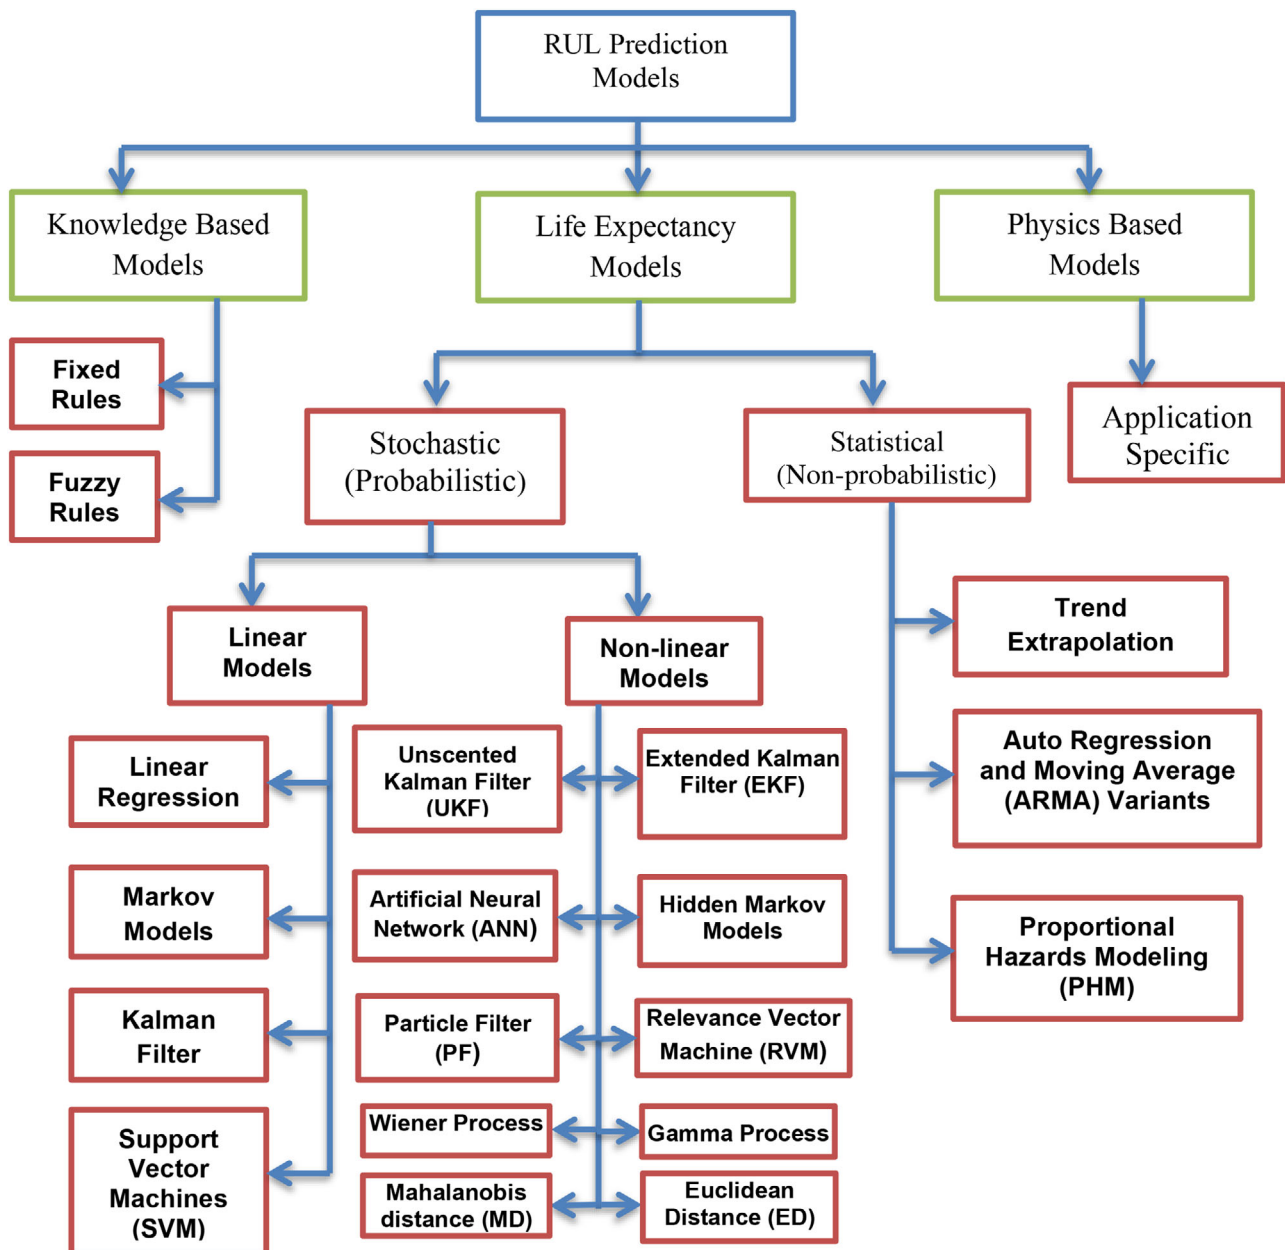 RUL Prediction
Models
Knowledge Based
Models
Life Expectancy
Models
Physics Based
Models
Fixed
Rules
Fuzzy
Rules
Stochastic
(Probabilistic)
Statistical
(Non-probabilistic)
Application
Specific
Linear
Models
Non-linear
Models
Trend
Extrapolation
Linear
Regression
Unscented
Kalman Filter
(UKF)
Extended Kalman
Filter (EKF)
Auto Regression
and Moving Average
(ARMA) Variants
Markov
Models
Artificial Neural
Network (ANN)
Hidden Markov
Models
Proportional
Hazards Modeling
(PHM)
Kalman
Filter
Particle Filter
(PF)
Relevance Vector
Machine (RVM)
Support
Vector
Machines
(SVM)
Wiener Process
Gamma Process
Mahalanobis
distance (MD)
Euclidean
Distance (ED)